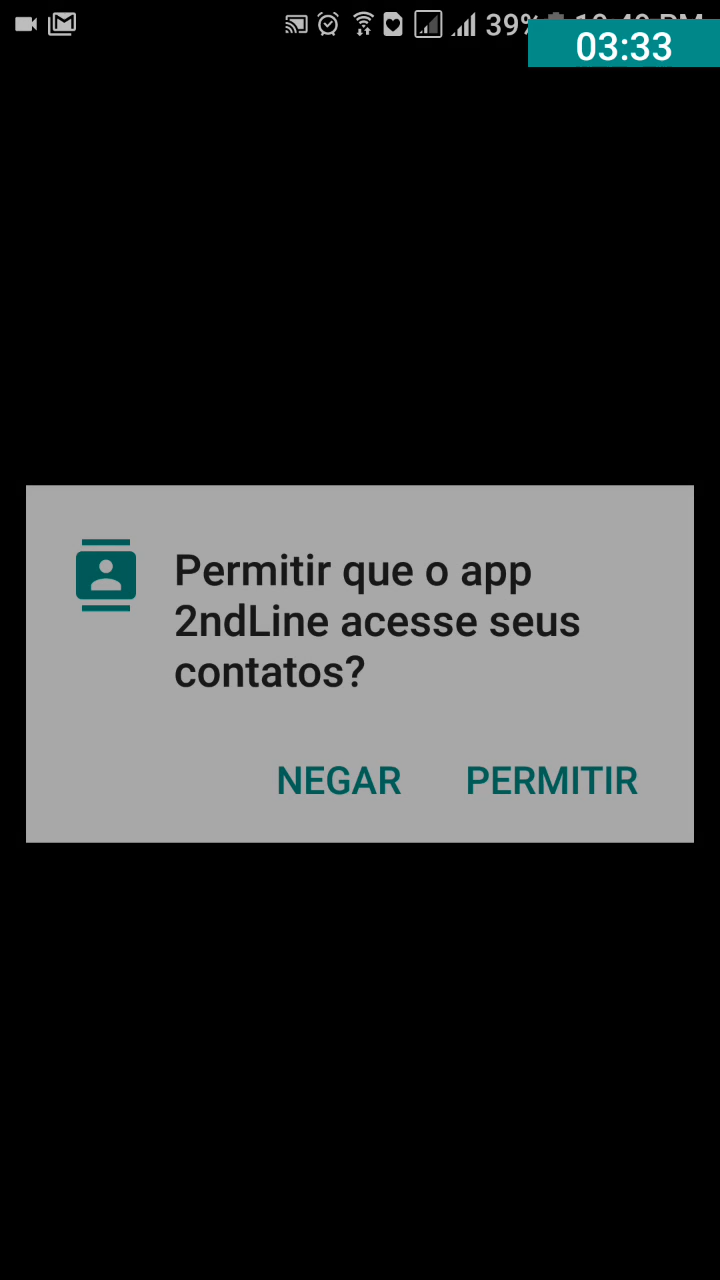 39%
03:33
Permitir que o app
2ndLine acesse seus
contatos?
NEGAR PERMITIR